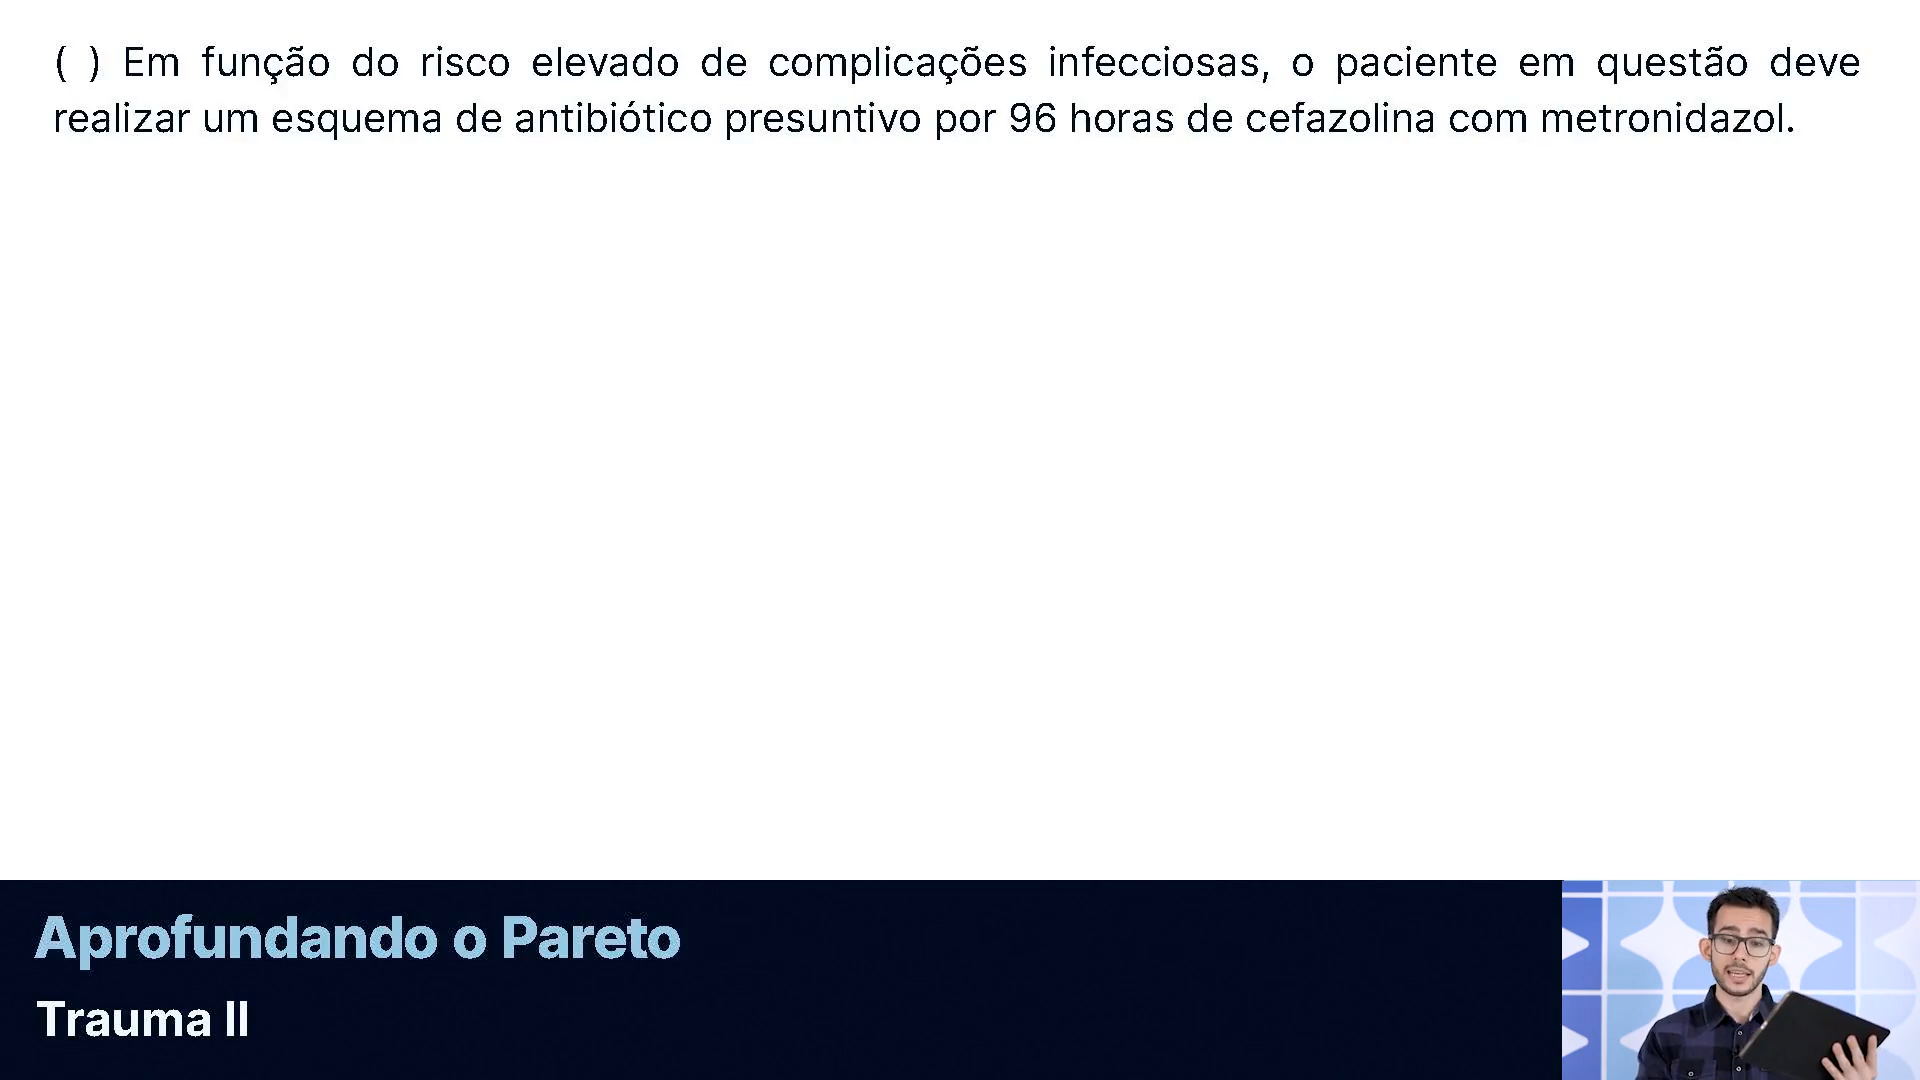 ( ) Em função do risco elevado de complicações infecciosas, o paciente em questão deve
realizar um esquema de antibiótico presuntivo por 96 horas de cefazolina com metronidazol.
Aprofundando o Pareto
Trauma II